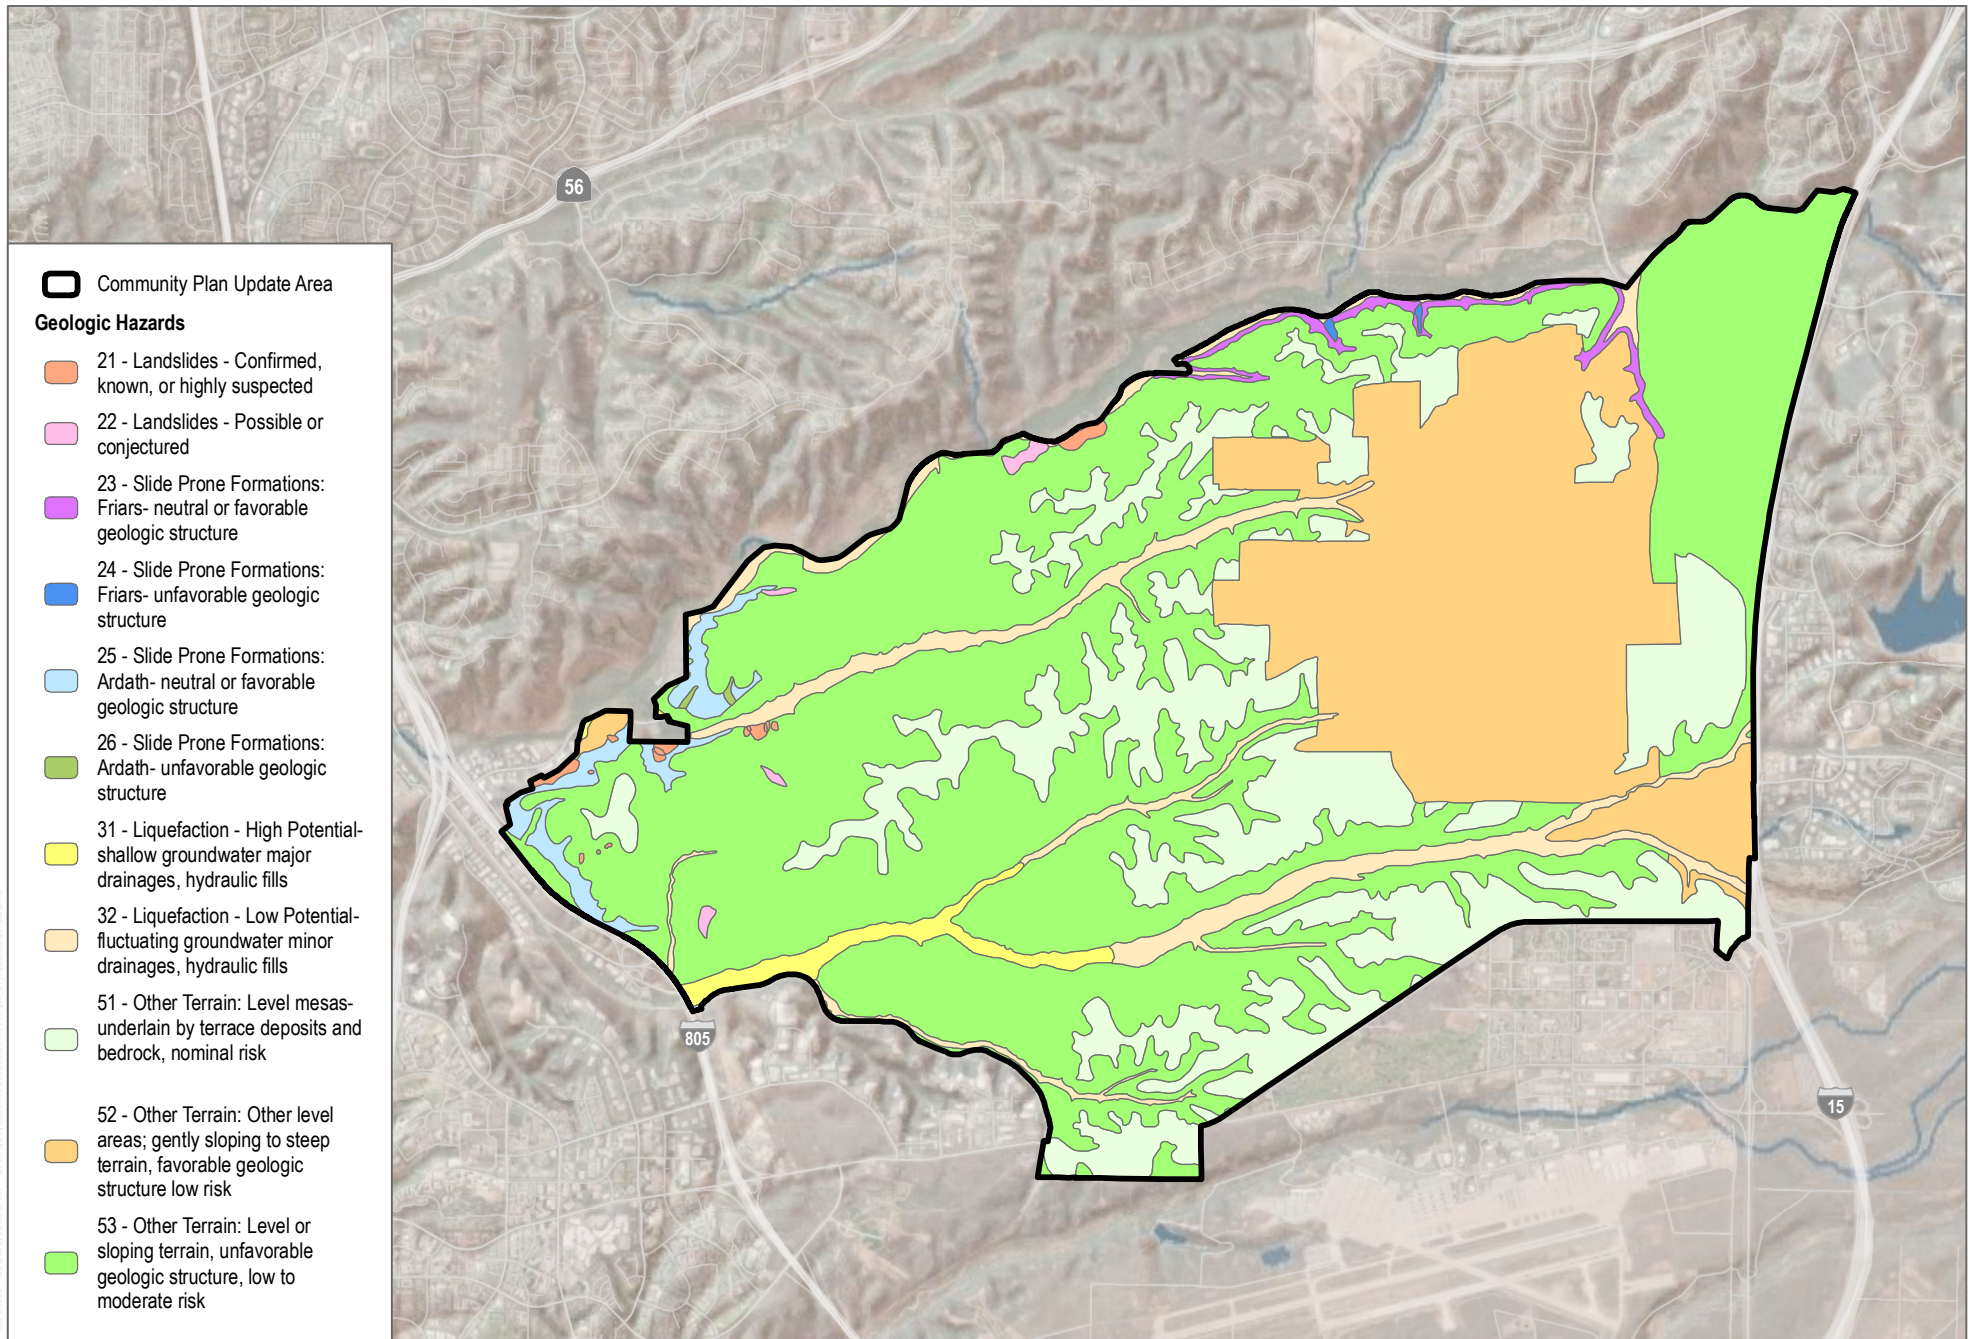 56
Community Plan Update Area
Geologic Hazards
21 - Landslides - Confirmed,
known, or highly suspected
22 - Landslides - Possible or
conjectured
23 - Slide Prone Formations:
Friars- neutral or favorable
geologic structure
24 - Slide Prone Formations:
Friars- unfavorable geologic
structure
25 - Slide Prone Formations:
Ardath- neutral or favorable
geologic structure
26 - Slide Prone Formations:
Ardath- unfavorable geologic
structure
31 - Liquefaction - High Potential-
shallow groundwater major
drainages, hydraulic fills
32 - Liquefaction - Low Potential-
fluctuating groundwater minor
drainages, hydraulic fills
51 - Other Terrain: Level mesas-
underlain by terrace deposits and
bedrock, nominal risk
52 - Other Terrain: Other level
areas; gently sloping to steep
terrain, favorable geologic
structure low risk
53 - Other Terrain: Level or
sloping terrain, unfavorable
geologic structure, low to
moderate risk
805
15